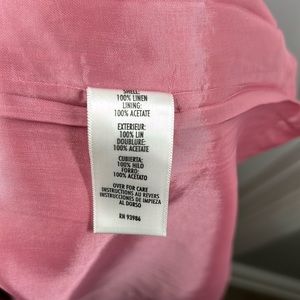 SHELL:
100% LINEN
LINING:
100% ACETATE
EXTERIEUR:
100% LIN
DOUBLURE:
100% ACETATE
CUBIERTA:
100% HILO
FORRO:
100% ACETATO
OVER FOR CARE
INSTRUCTIONS AU REVERS
INSTRUCCIONES DE LIMPIEZA
AL DORSO
RN 93986